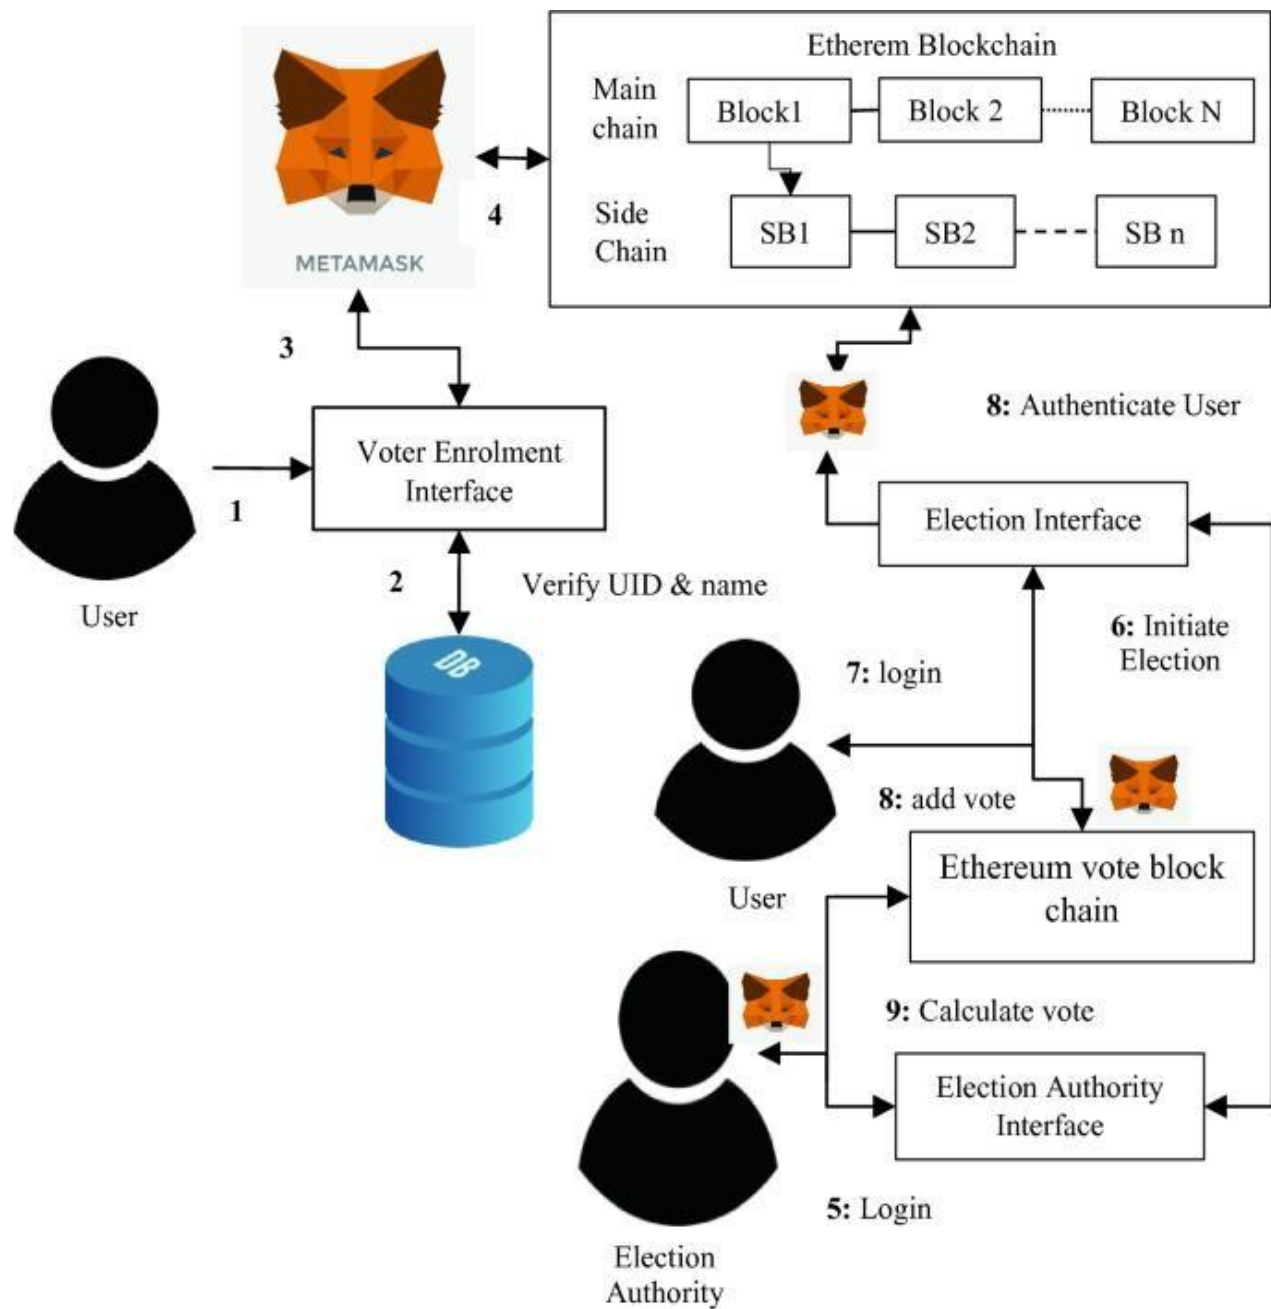 Etherem Blockchain
Main
chain
Block1
Block 2
Block N
4
Side
Chain
SB1
SB2
SB n
METAMASK
3
8: Authenticate User
Voter Enrolment
Interface
1
Election Interface
2
Verify UID & name
User
DB
6: Initiate
Election
7: login
8: add vote
Ethereum vote block
chain
User
9: Calculate vote
Election Authority
Interface
5: Login
Election
Authority